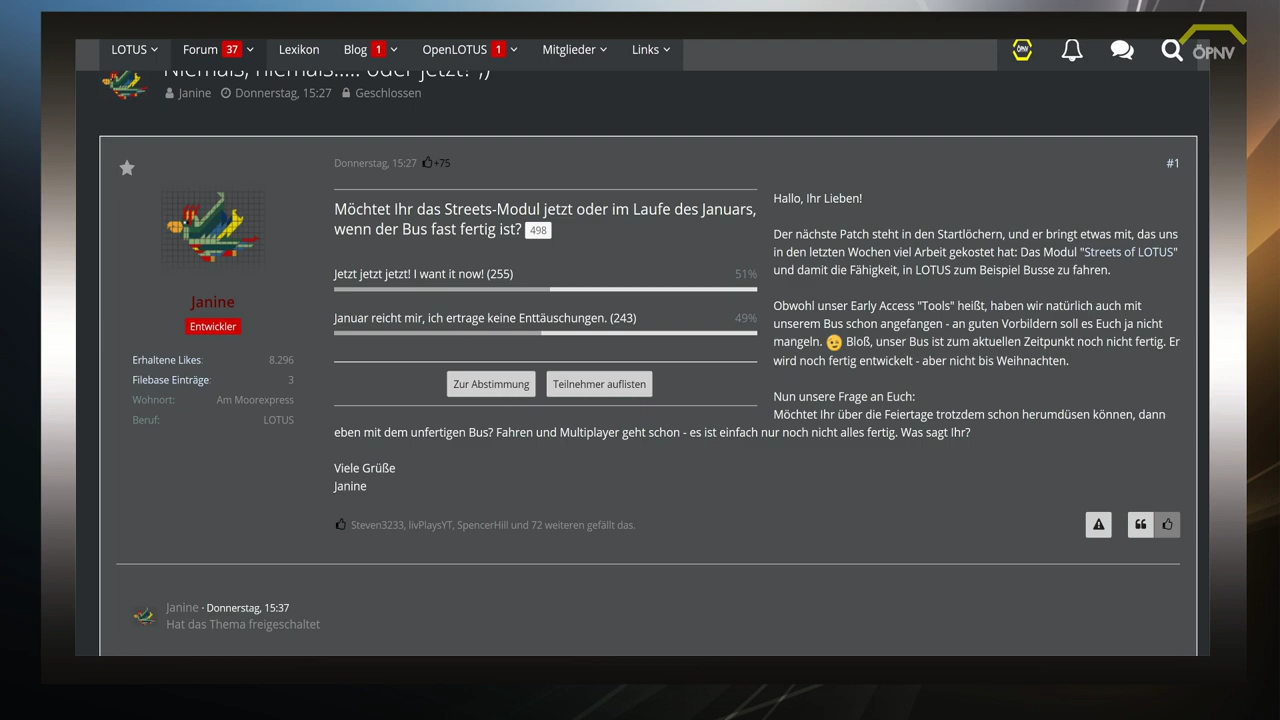 LOTUS
Forum 37
Lexikon
Blog 1
OpenLOTUS 1
Mitglieder
Links
ÖPNV
ÖPNV
Niemals, niemals..... oder jetzt? ;)
Janine Donnerstag, 15:27 Geschlossen
Donnerstag, 15:27 +75
#1
Janine
Entwickler
Erhaltene Likes: 8.296
Filebase Einträge: 3
Wohnort: Am Moorexpress
Beruf: LOTUS
Möchtet Ihr das Streets-Modul jetzt oder im Laufe des Januars,
wenn der Bus fast fertig ist? 498
Jetzt jetzt jetzt! I want it now! (255) 51%
Januar reicht mir, ich ertrage keine Enttäuschungen. (243) 49%
Zur Abstimmung
Teilnehmer auflisten
Hallo, Ihr Lieben!
Der nächste Patch steht in den Startlöchern, und er bringt etwas mit, das uns
in den letzten Wochen viel Arbeit gekostet hat: Das Modul "Streets of LOTUS"
und damit die Fähigkeit, in LOTUS zum Beispiel Busse zu fahren.
Obwohl unser Early Access "Tools" heißt, haben wir natürlich auch mit
unserem Bus schon angefangen - an guten Vorbildern soll es Euch ja nicht
mangeln. 😉 Bloß, unser Bus ist zum aktuellen Zeitpunkt noch nicht fertig. Er
wird noch fertig entwickelt - aber nicht bis Weihnachten.
Nun unsere Frage an Euch:
Möchtet Ihr über die Feiertage trotzdem schon herumdüsen können, dann
eben mit dem unfertigen Bus? Fahren und Multiplayer geht schon - es ist einfach nur noch nicht alles fertig. Was sagt Ihr?
Viele Grüße
Janine
Steven3233, IivPlaysYT, SpencerHill und 72 weiteren gefällt das.
Janine · Donnerstag, 15:37
Hat das Thema freigeschaltet